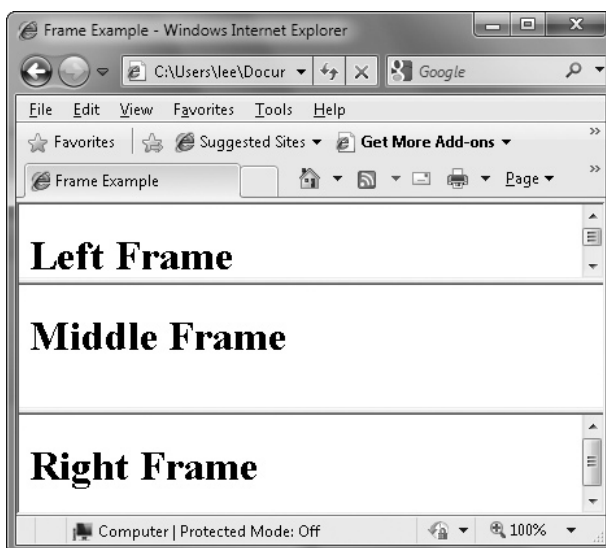 Frame Example - Windows Internet Explorer
C:\Users\lee\Docur
Google
File Edit View Favorites Tools Help
Favorites Suggested Sites Get More Add-ons »
Frame Example Page »
Left Frame
Middle Frame
Right Frame
Computer | Protected Mode: Off 100%